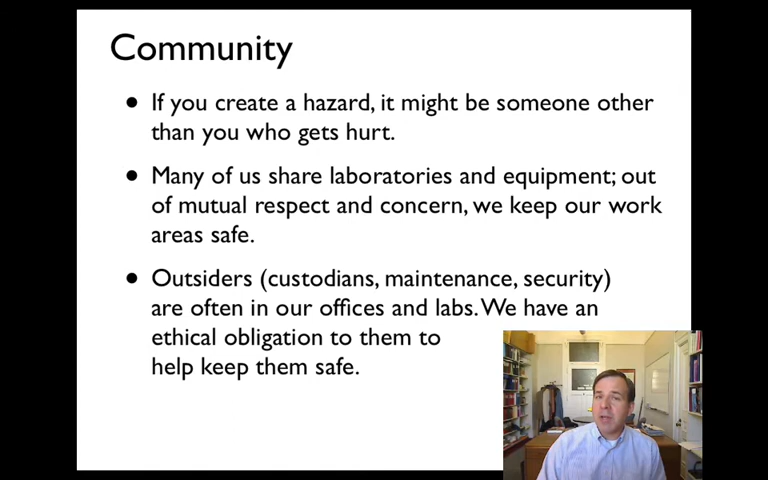 Community
• If you create a hazard, it might be someone other
than you who gets hurt.
• Many of us share laboratories and equipment; out
of mutual respect and concern, we keep our work
areas safe.
• Outsiders (custodians, maintenance, security)
are often in our offices and labs. We have an
ethical obligation to them to
help keep them safe.